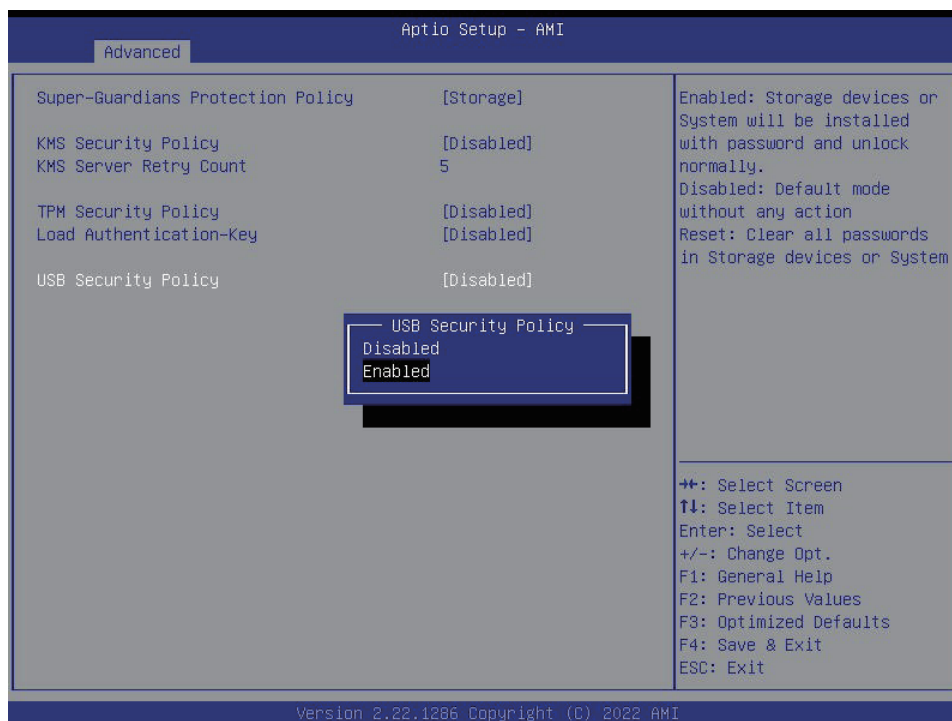 Aptio Setup – AMI
Advanced
Super-Guardians Protection Policy [Storage]
KMS Security Policy [Disabled]
KMS Server Retry Count 5
TPM Security Policy [Disabled]
Load Authentication-Key [Disabled]
USB Security Policy [Disabled]
USB Security Policy
Disabled
Enabled
Enabled: Storage devices or
System will be installed
with password and unlock
normally.
Disabled: Default mode
without any action
Reset: Clear all passwords
in Storage devices or System
→←: Select Screen
↑↓: Select Item
Enter: Select
+/-: Change Opt.
F1: General Help
F2: Previous Values
F3: Optimized Defaults
F4: Save & Exit
ESC: Exit
Version 2.22.1286 Copyright (C) 2022 AMI